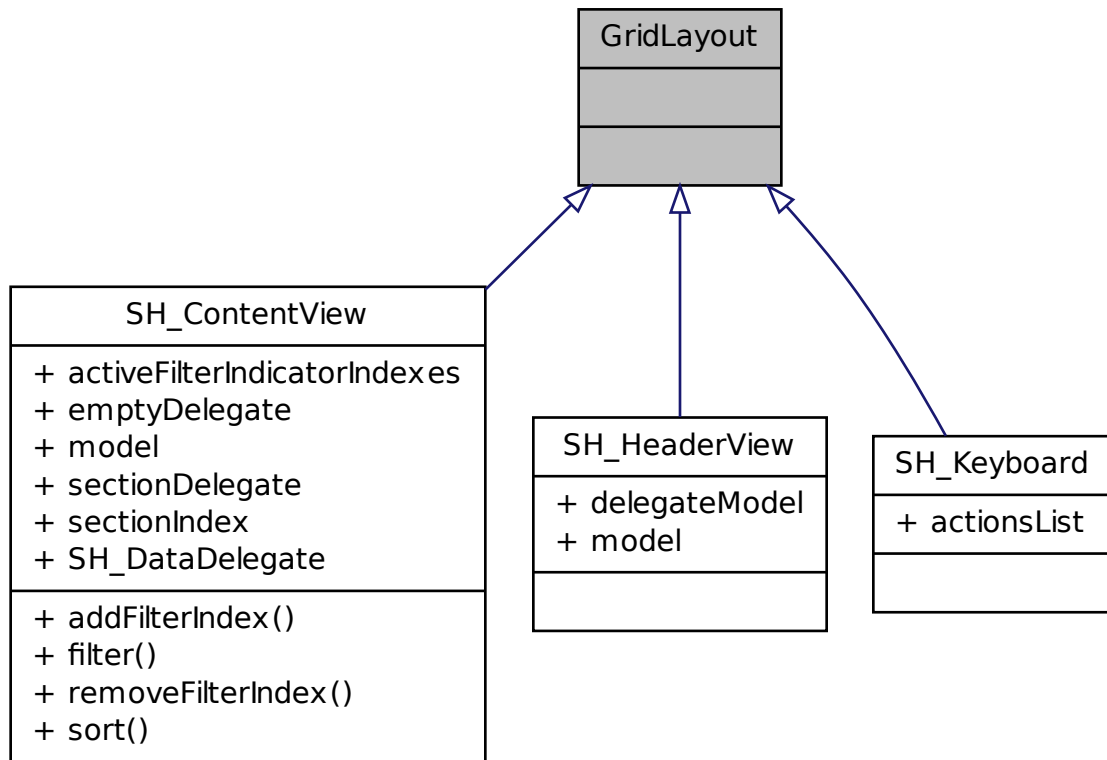 GridLayout
SH_ContentView
+ activeFilterIndicatorIndexes
+ emptyDelegate
+ model
+ sectionDelegate
+ sectionIndex
+ SH_DataDelegate
+ addFilterIndex()
+ filter()
+ removeFilterIndex()
+ sort()
SH_HeaderView
+ delegateModel
+ model
SH_Keyboard
+ actionsList